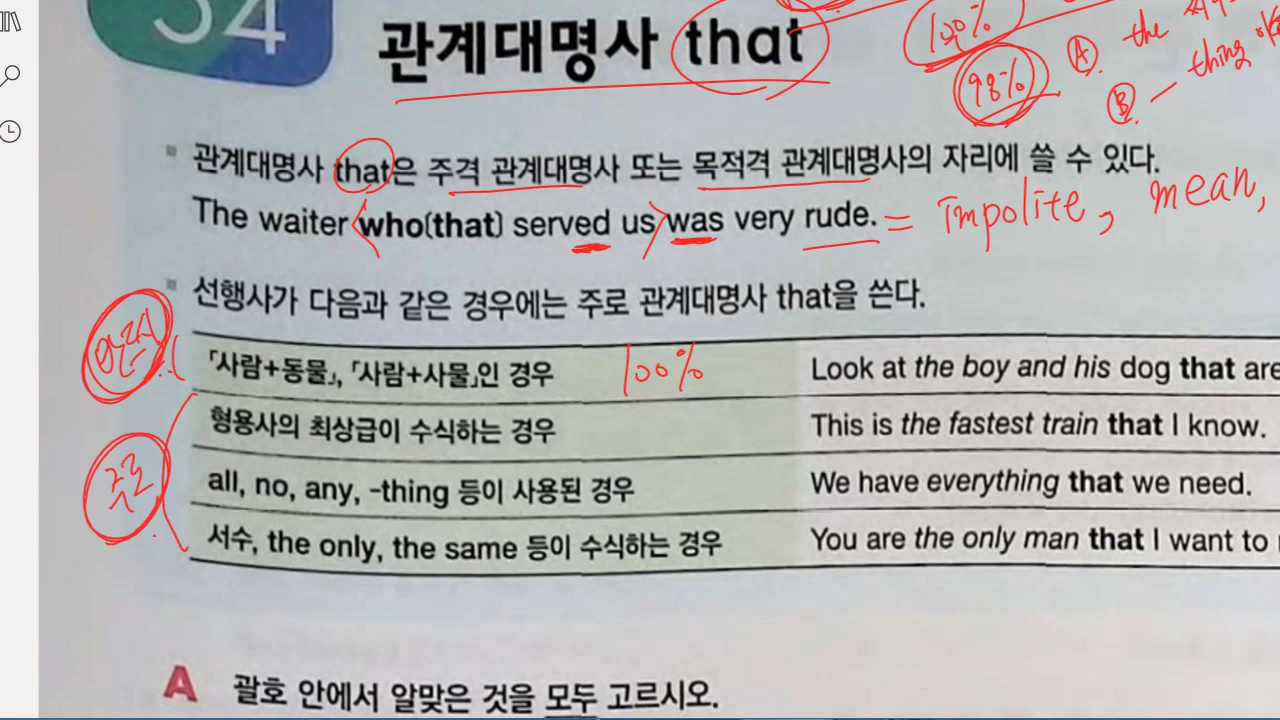 54
관계대명사 that
100%
98%
Ⓐ the
Ⓑ - thing
관계대명사 that은 주격 관계대명사 또는 목적격 관계대명사의 자리에 쓸 수 있다.
The waiter who(that) served us was very rude. = impolite, mean,
선행사가 다음과 같은 경우에는 주로 관계대명사 that을 쓴다.
「사람+동물」, 「사람+사물」인 경우 100% Look at the boy and his dog that are
형용사의 최상급이 수식하는 경우 This is the fastest train that I know.
주로
all, no, any, -thing 등이 사용된 경우 We have everything that we need.
서수, the only, the same 등이 수식하는 경우 You are the only man that I want to
A 괄호 안에서 알맞은 것을 모두 고르시오.